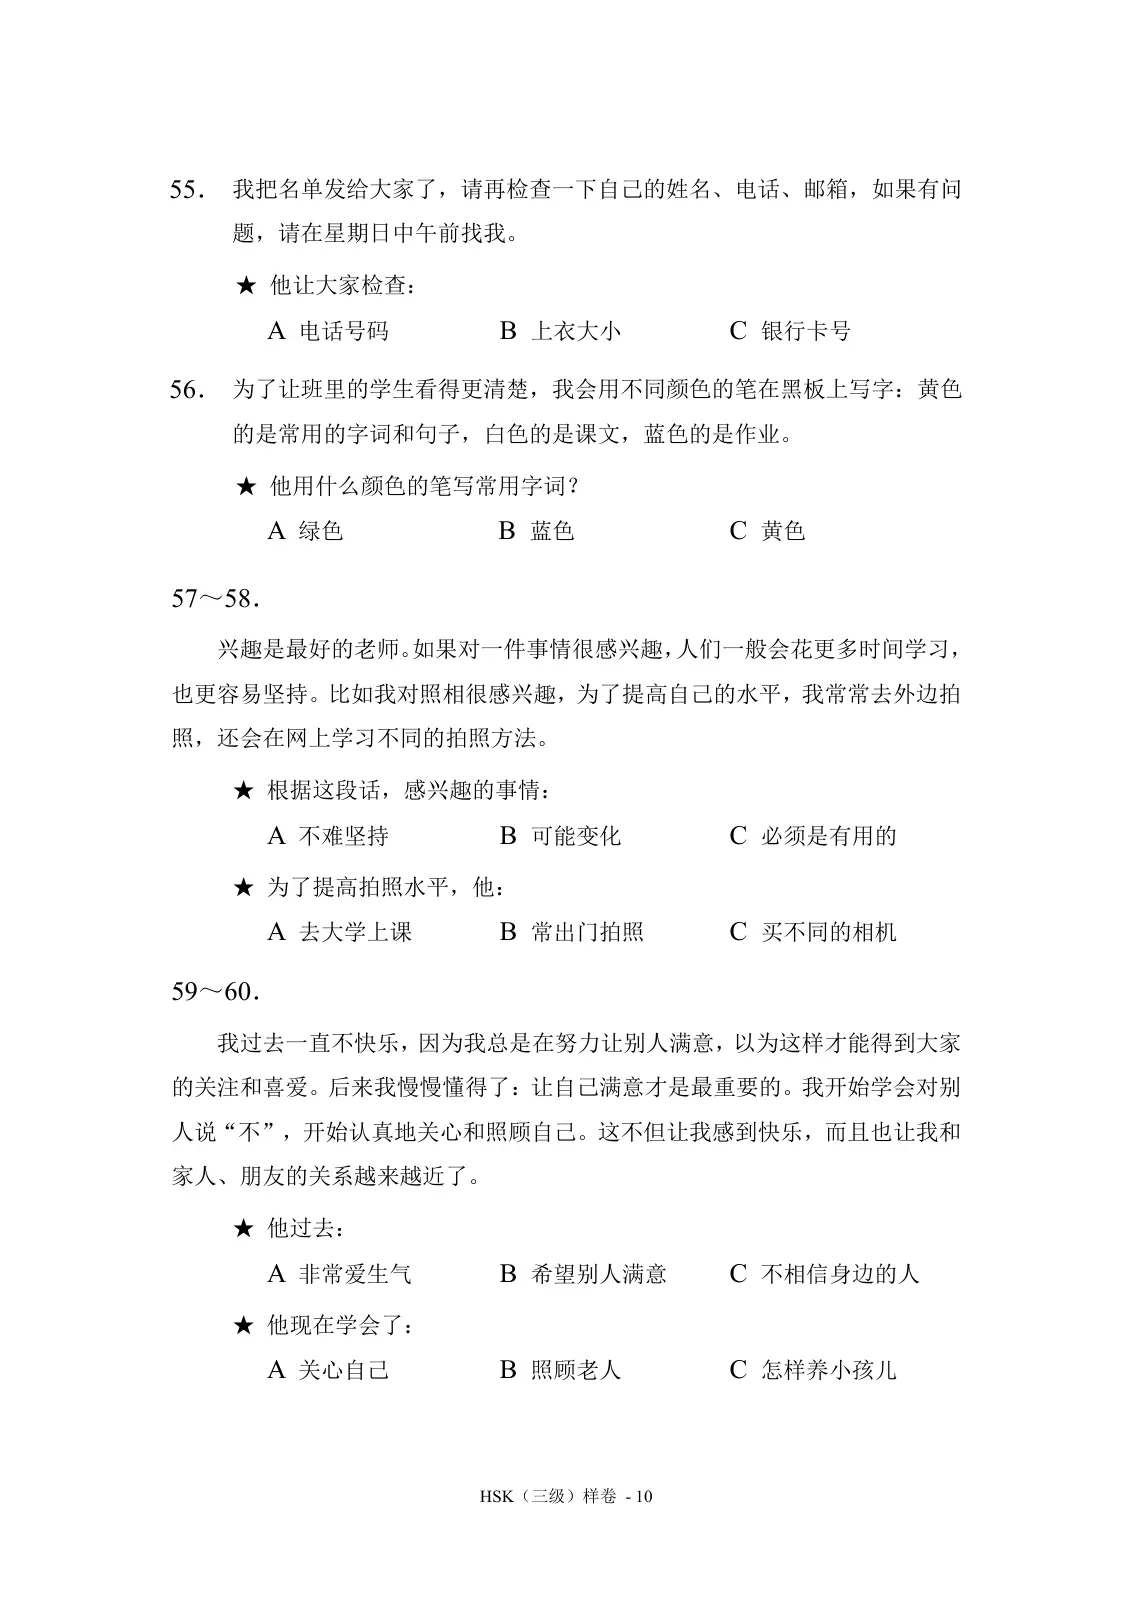 55． 我把名单发给大家了，请再检查一下自己的姓名、电话、邮箱，如果有问
题，请在星期日中午前找我。
★ 他让大家检查：
A 电话号码 B 上衣大小 C 银行卡号
56． 为了让班里的学生看得更清楚，我会用不同颜色的笔在黑板上写字：黄色
的是常用的字词和句子，白色的是课文，蓝色的是作业。
★ 他用什么颜色的笔写常用字词？
A 绿色 B 蓝色 C 黄色
57～58．
兴趣是最好的老师。如果对一件事情很感兴趣，人们一般会花更多时间学习，
也更容易坚持。比如我对照相很感兴趣，为了提高自己的水平，我常常去外边拍
照，还会在网上学习不同的拍照方法。
★ 根据这段话，感兴趣的事情：
A 不难坚持 B 可能变化 C 必须是有用的
★ 为了提高拍照水平，他：
A 去大学上课 B 常出门拍照 C 买不同的相机
59～60．
我过去一直不快乐，因为我总是在努力让别人满意，以为这样才能得到大家
的关注和喜爱。后来我慢慢懂得了：让自己满意才是最重要的。我开始学会对别
人说“不”，开始认真地关心和照顾自己。这不但让我感到快乐，而且也让我和
家人、朋友的关系越来越近了。
★ 他过去：
A 非常爱生气 B 希望别人满意 C 不相信身边的人
★ 他现在学会了：
A 关心自己 B 照顾老人 C 怎样养小孩儿
HSK（三级）样卷 - 10